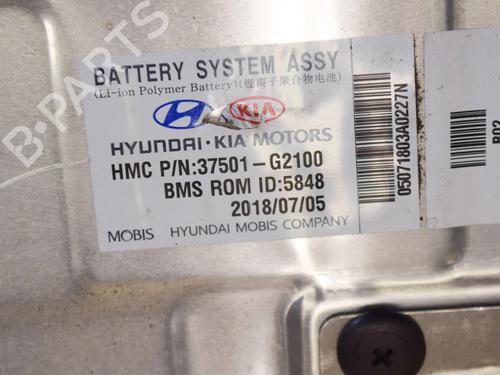 BATTERY SYSTEM ASSY
(Li-ion Polymer Battery)(锂离子聚合物电池)
KIA
HYUNDAI·KIA MOTORS
HMC P/N:37501-G2100
BMS ROM ID:5848
2018/07/05
MOBIS HYUNDAI MOBIS COMPANY
05071803A0227N
B-PARTS